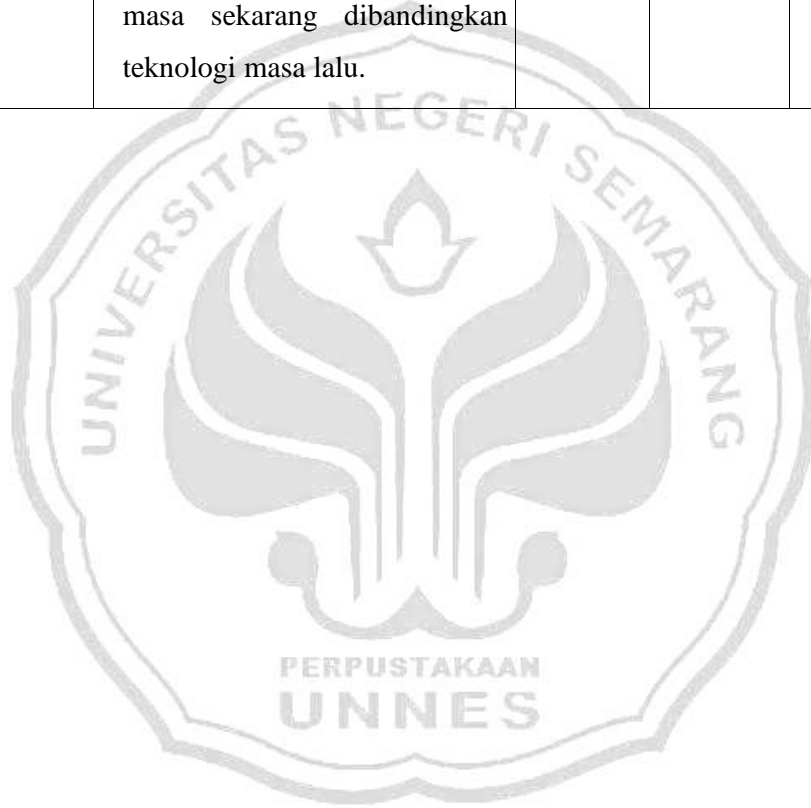 masa sekarang dibandingkan
teknologi masa lalu.
UNIVERSITAS NEGERI SEMARANG
PERPUSTAKAAN
UNNES